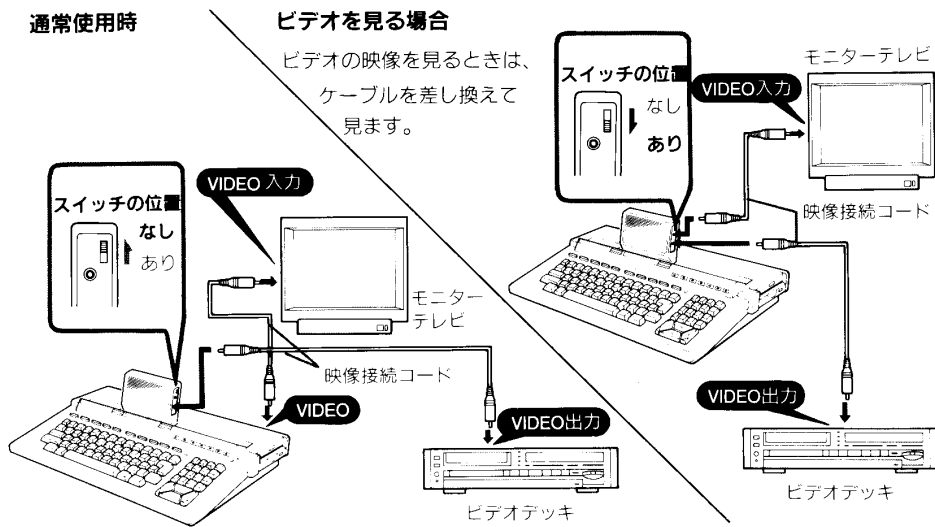 通常使用時
スイッチの位置
なし
あり
VIDEO 入力
モニター
テレビ
映像接続コード
VIDEO
VIDEO出力
ビデオデッキ
ビデオを見る場合
ビデオの映像を見るときは、
ケーブルを差し換えて
見ます。
スイッチの位置
なし
あり
VIDEO入力
モニターテレビ
映像接続コード
VIDEO出力
ビデオデッキ